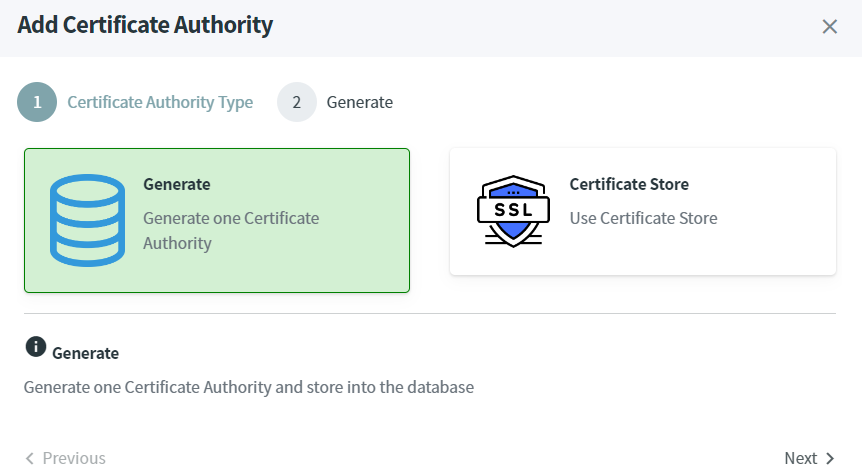 Add Certificate Authority
1 Certificate Authority Type 2 Generate
Generate
Generate one Certificate
Authority
SSL
Certificate Store
Use Certificate Store
Generate
Generate one Certificate Authority and store into the database
Previous
Next